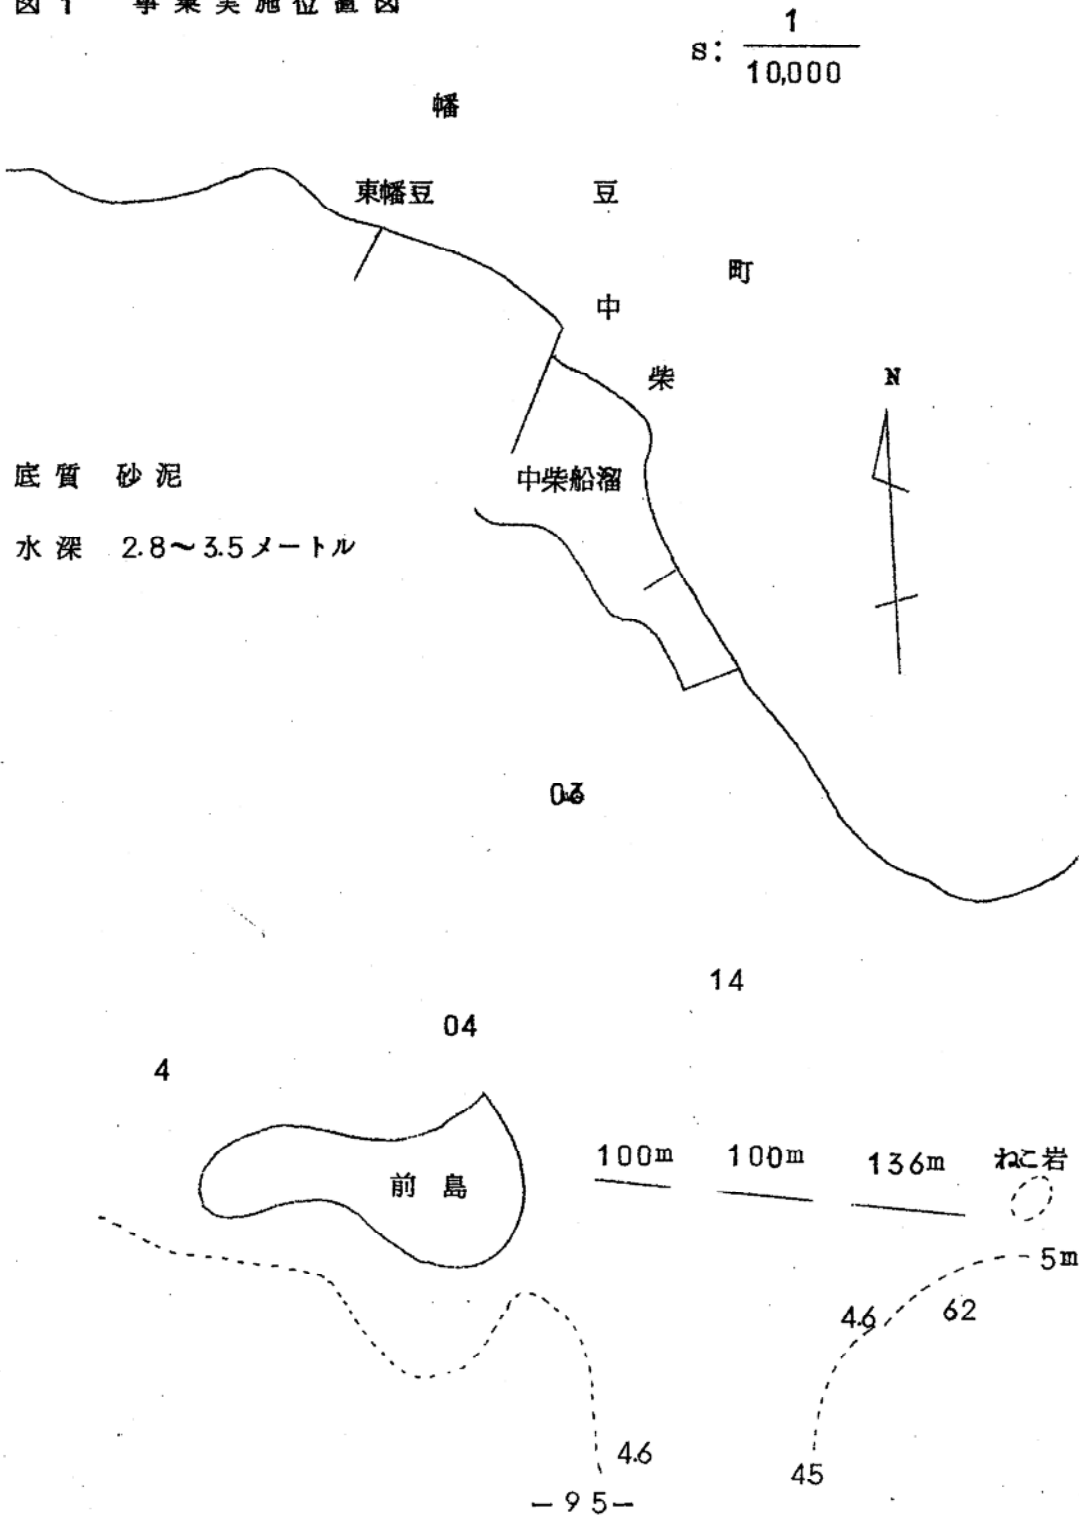 図1 事業実施位置図
s: 1/10,000
幡
東幡豆 豆
町
中
柴
N
底質 砂泥
中柴船溜
水深 2.8〜3.5メートル
14
04
4
100m 100m 136m ねこ岩
前島
5m
4.6 62
4.6
45
−95−